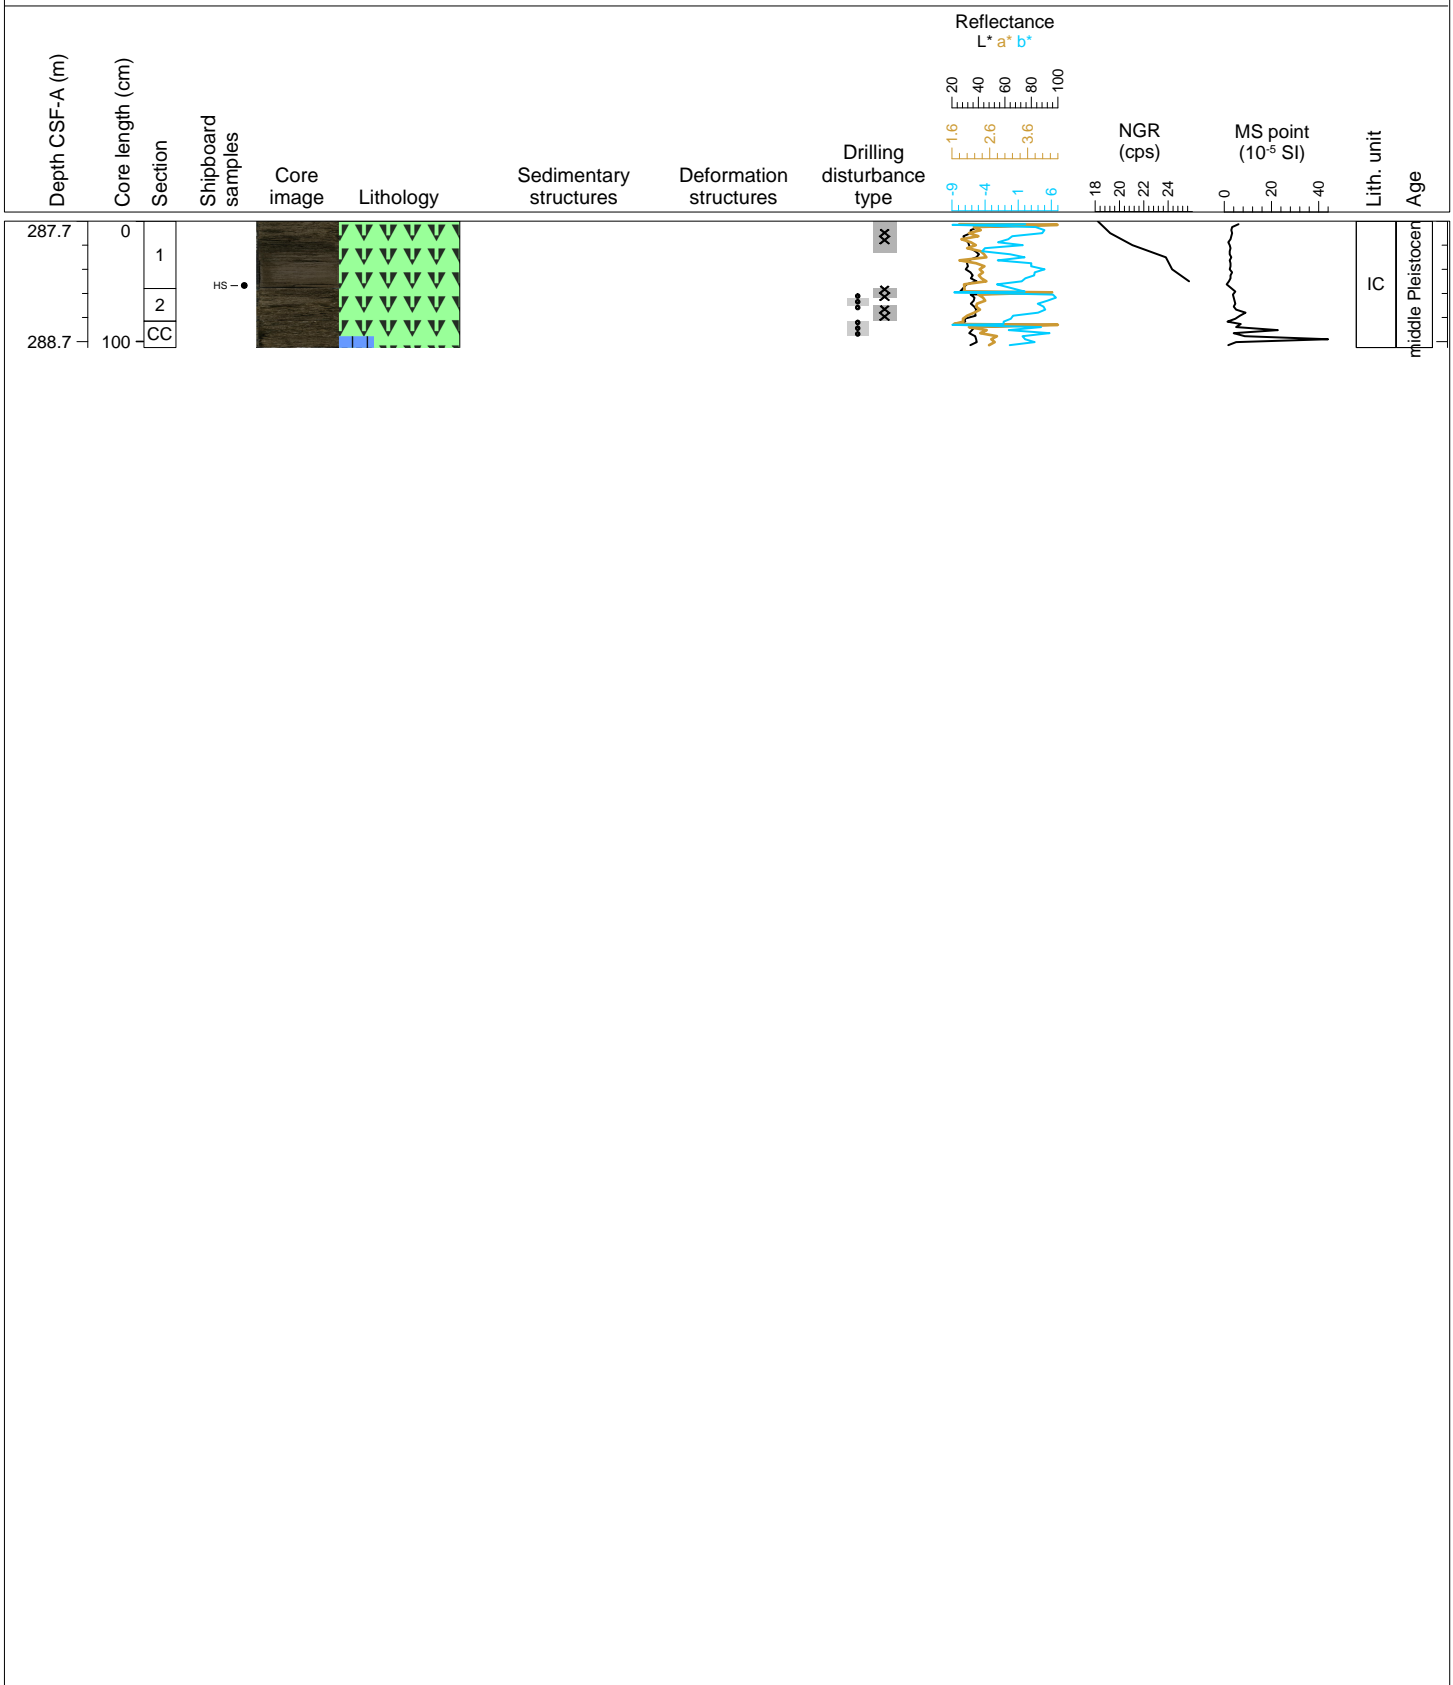 Depth CSF-A (m)
Core length (cm)
Section
Shipboard
samples
Core
image
Lithology
Sedimentary
structures
Deformation
structures
Drilling
disturbance
type
Reflectance
L* a* b*
20 40 60 80 100
1.6 2.6 3.6
-9 -4 1 6
NGR
(cps)
18 20 22 24
MS point
(10-5 SI)
0 20 40
Lith. unit
Age
287.7
288.7
0
100
1
2
CC
HS
IC
middle Pleistocen